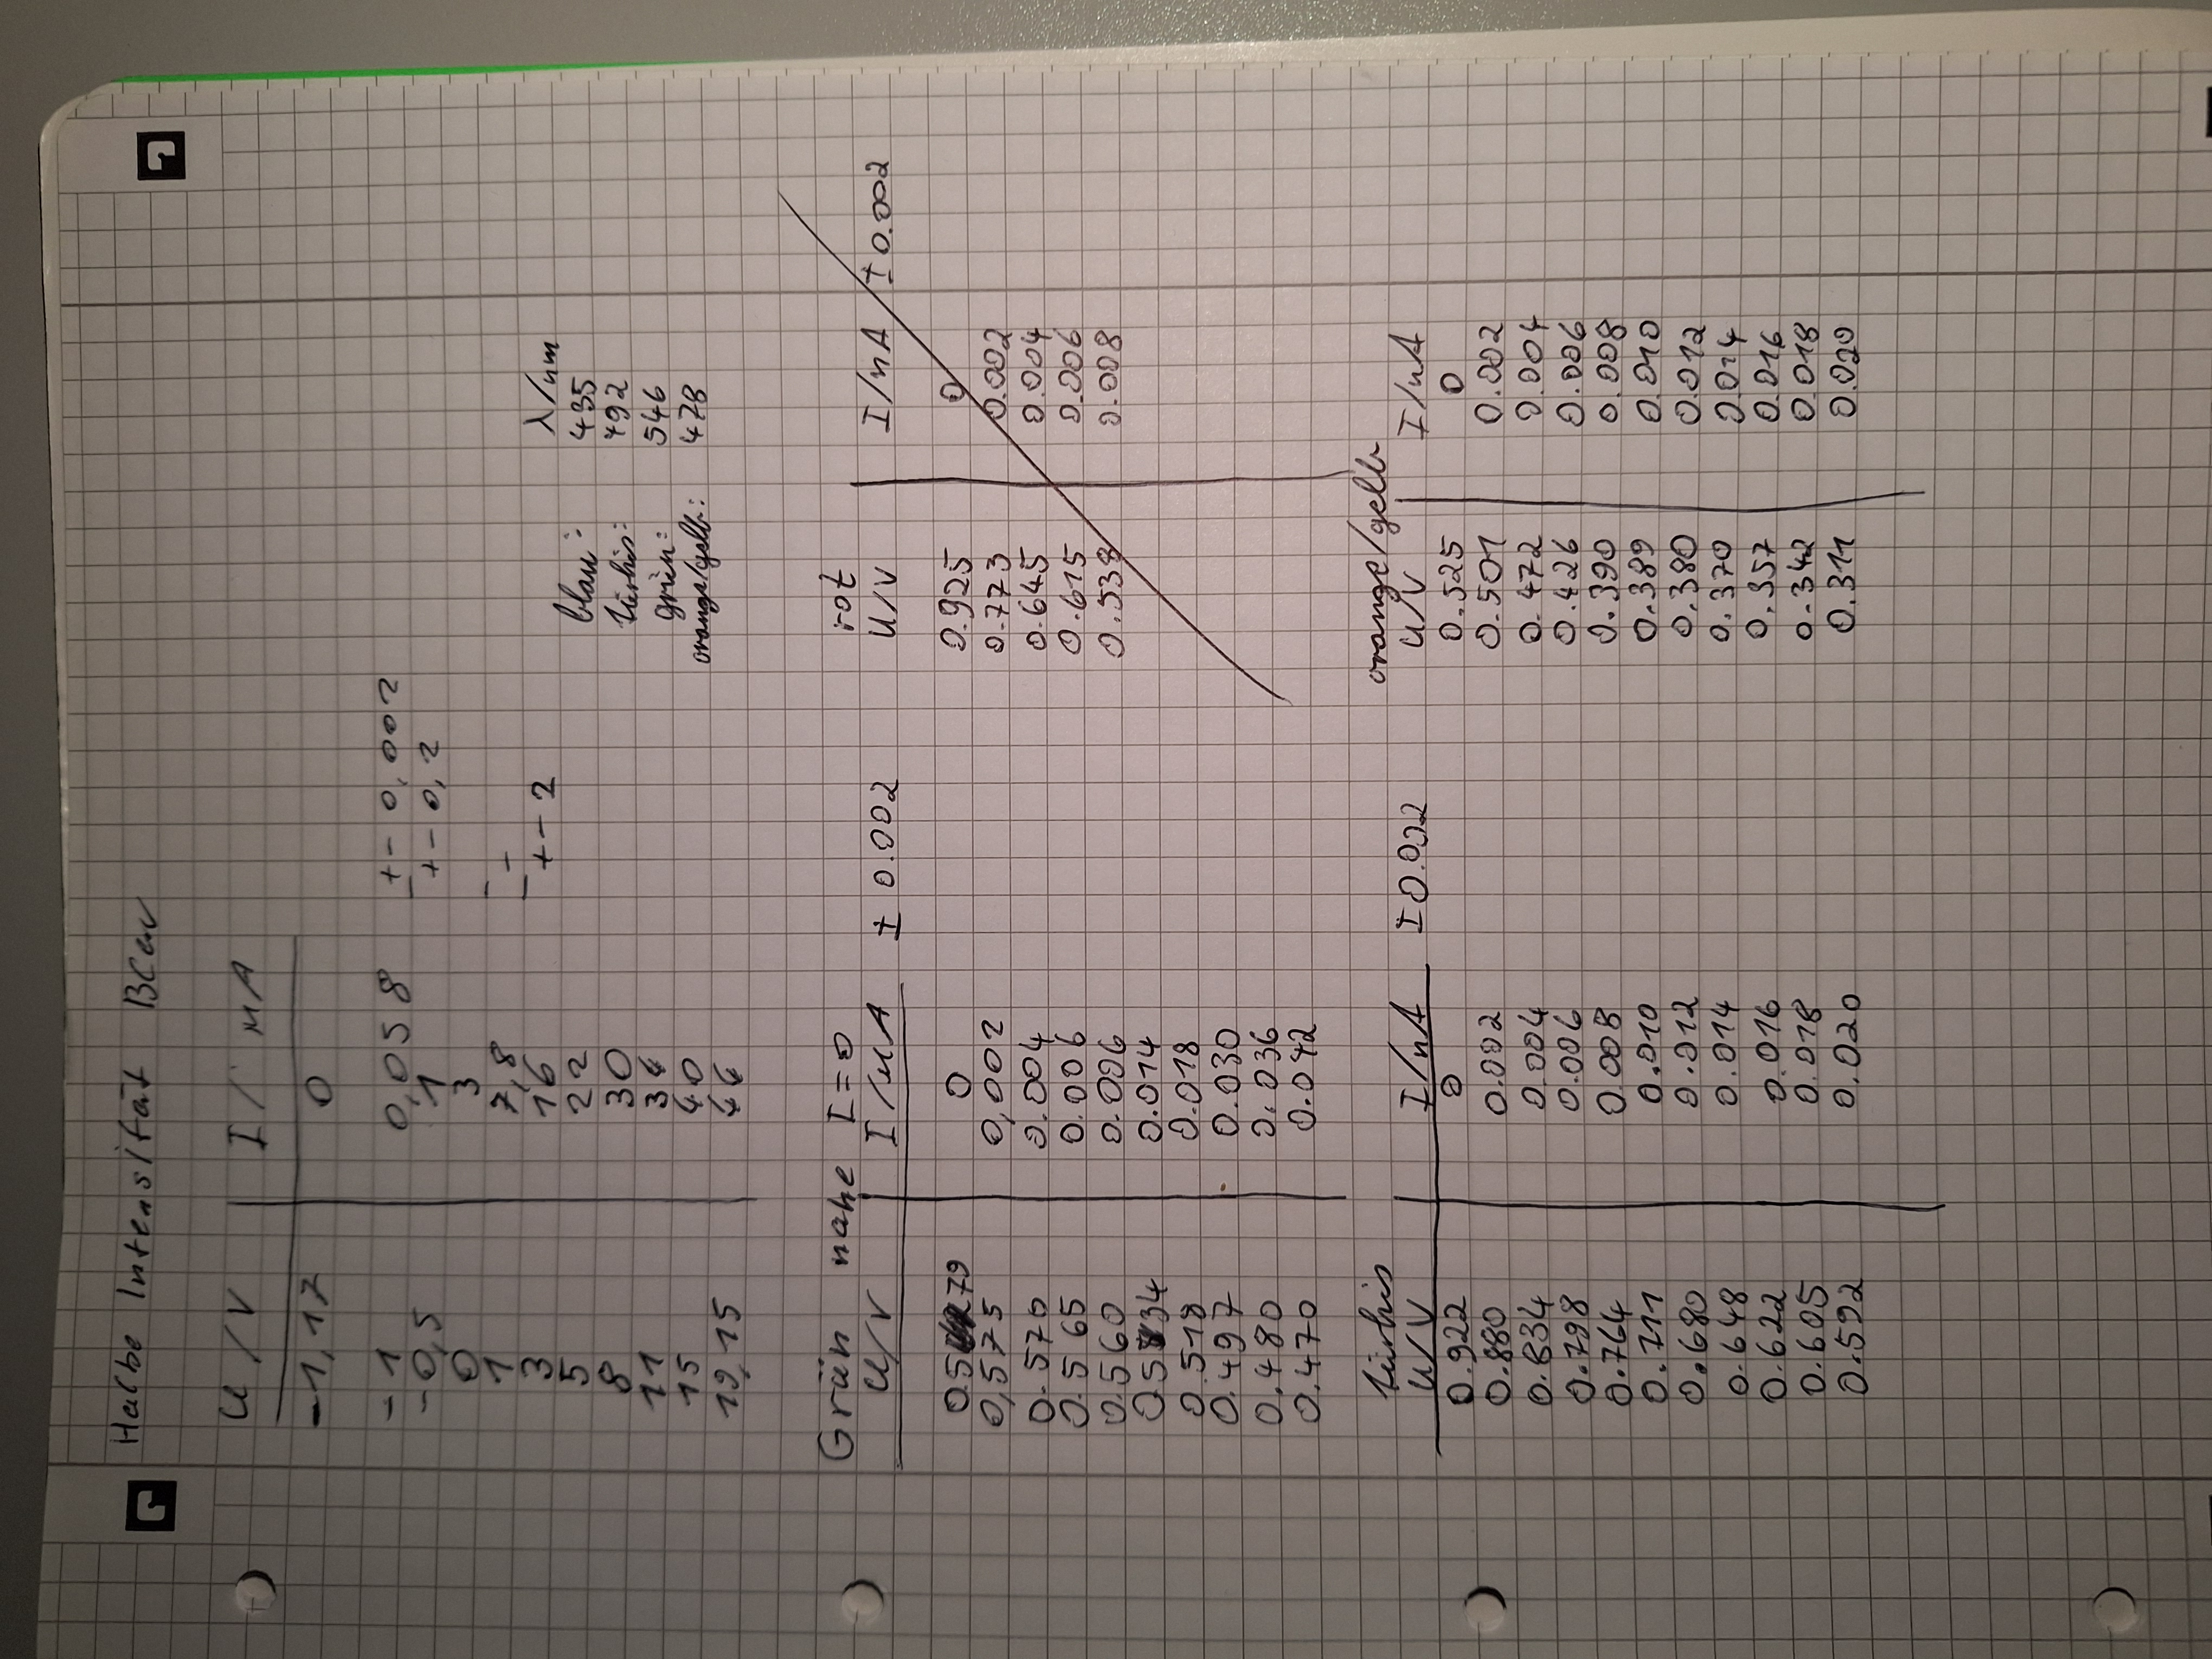 Halbe Intensität Blau
U/V I/ µA
-1,17 0
-1 0,058 +- 0,002
-0,5 1 +- 0,2
0 3
1 7,8 -
3 16 +- 2
5 22
8 30
11 34
15 40
19,15 44
λ/nm
blau: 435
türkis: 492
grün: 546
orange/gelb: 478
Grün nahe I=0
U/V I/µA ± 0.002
0.579 0
0,575 0,002
0.570 0.004
0.565 0.006
0.560 0.006
0.534 0.014
0.518 0.018
0.497 0.030
0.480 0.036
0.470 0.042
rot
U/V I/nA ±0.002
0.925 0
0.773 0.002
0.645 0.004
0.615 0.006
0.538 0.008
türkis
U/V I/nA ±0.002
0.922 0
0.880 0.002
0.834 0.004
0.798 0.006
0.764 0.008
0.711 0.010
0.680 0.012
0.648 0.014
0.622 0.016
0.605 0.018
0.592 0.020
orange/gelb
U/V I/nA
0.525 0
0.501 0.002
0.472 0.004
0.426 0.006
0.390 0.008
0.389 0.010
0.380 0.012
0.370 0.014
0.357 0.016
0.342 0.018
0.311 0.020